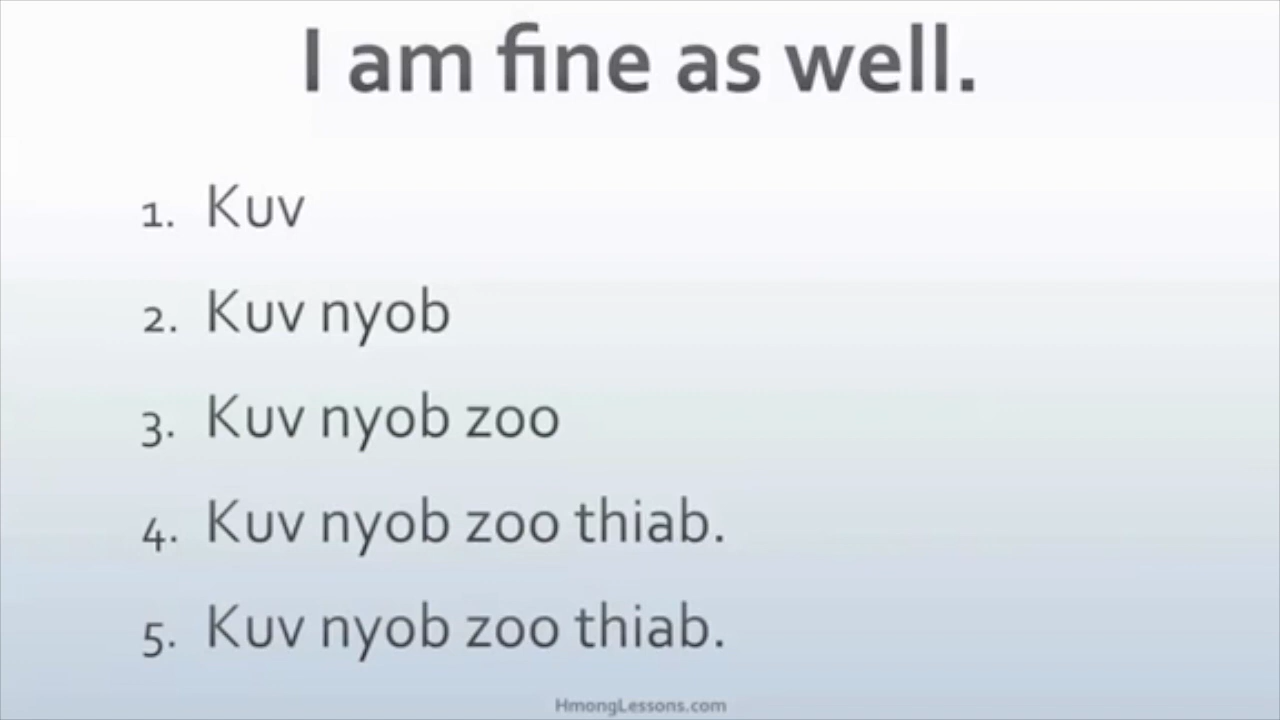 I am fine as well.
1. Kuv
2. Kuv nyob
3. Kuv nyob zoo
4. Kuv nyob zoo thiab.
5. Kuv nyob zoo thiab.
HmongLessons.com